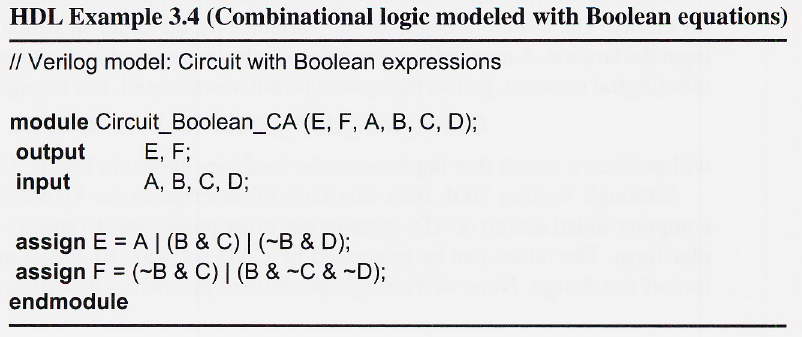 HDL Example 3.4 (Combinational logic modeled with Boolean equations)
// Verilog model: Circuit with Boolean expressions
module Circuit_Boolean_CA (E, F, A, B, C, D);
output E, F;
input A, B, C, D;
assign E = A | (B & C) | (~B & D);
assign F = (~B & C) | (B & ~C & ~D);
endmodule